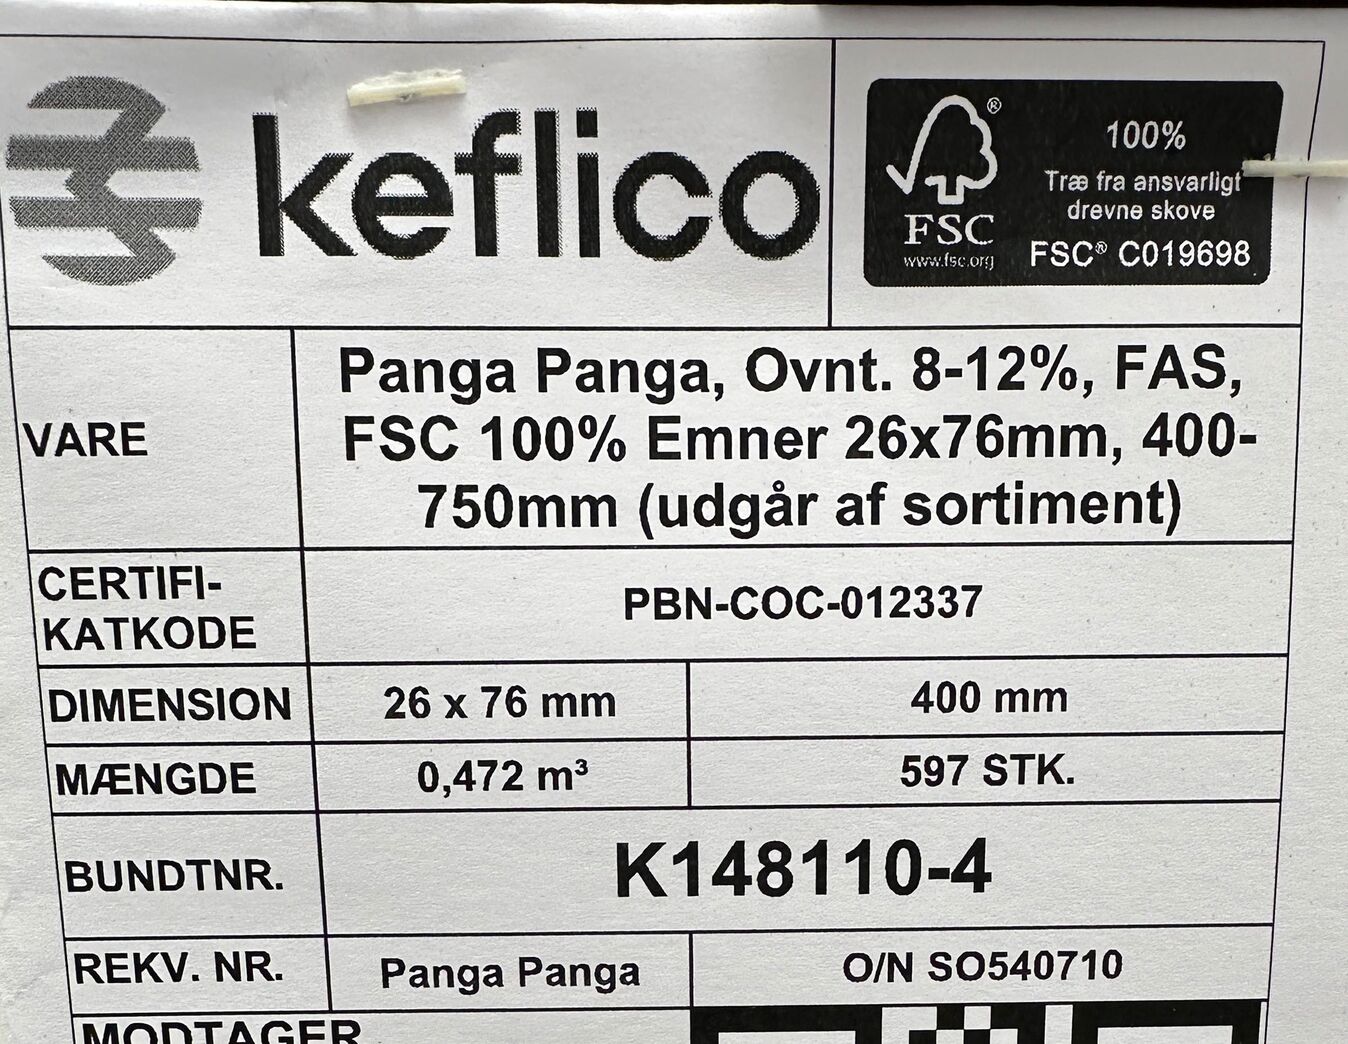 keflico
100%
Træ fra ansvarligt
drevne skove
FSC® C019698
®
FSC
www.fsc.org
VARE
Panga Panga, Ovnt. 8-12%, FAS,
FSC 100% Emner 26x76mm, 400-
750mm (udgår af sortiment)
CERTIFI-
KATKODE
PBN-COC-012337
DIMENSION
26 x 76 mm
400 mm
MÆNGDE
0,472 m³
597 STK.
BUNDTNR.
K148110-4
REKV. NR.
Panga Panga
O/N SO540710
MODTAGER